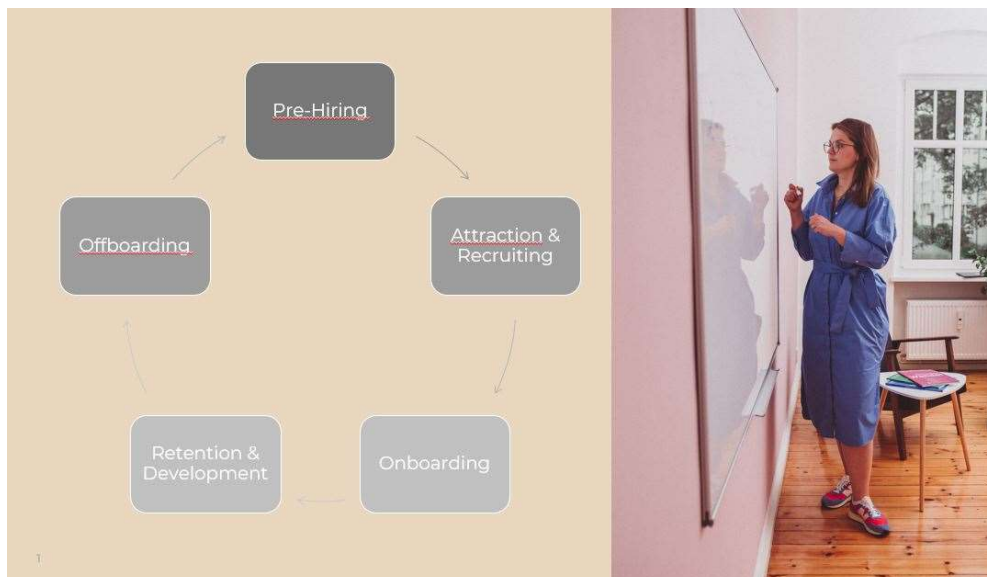 Pre-Hiring
Attraction &
Recruiting
Onboarding
Retention &
Development
Offboarding
1